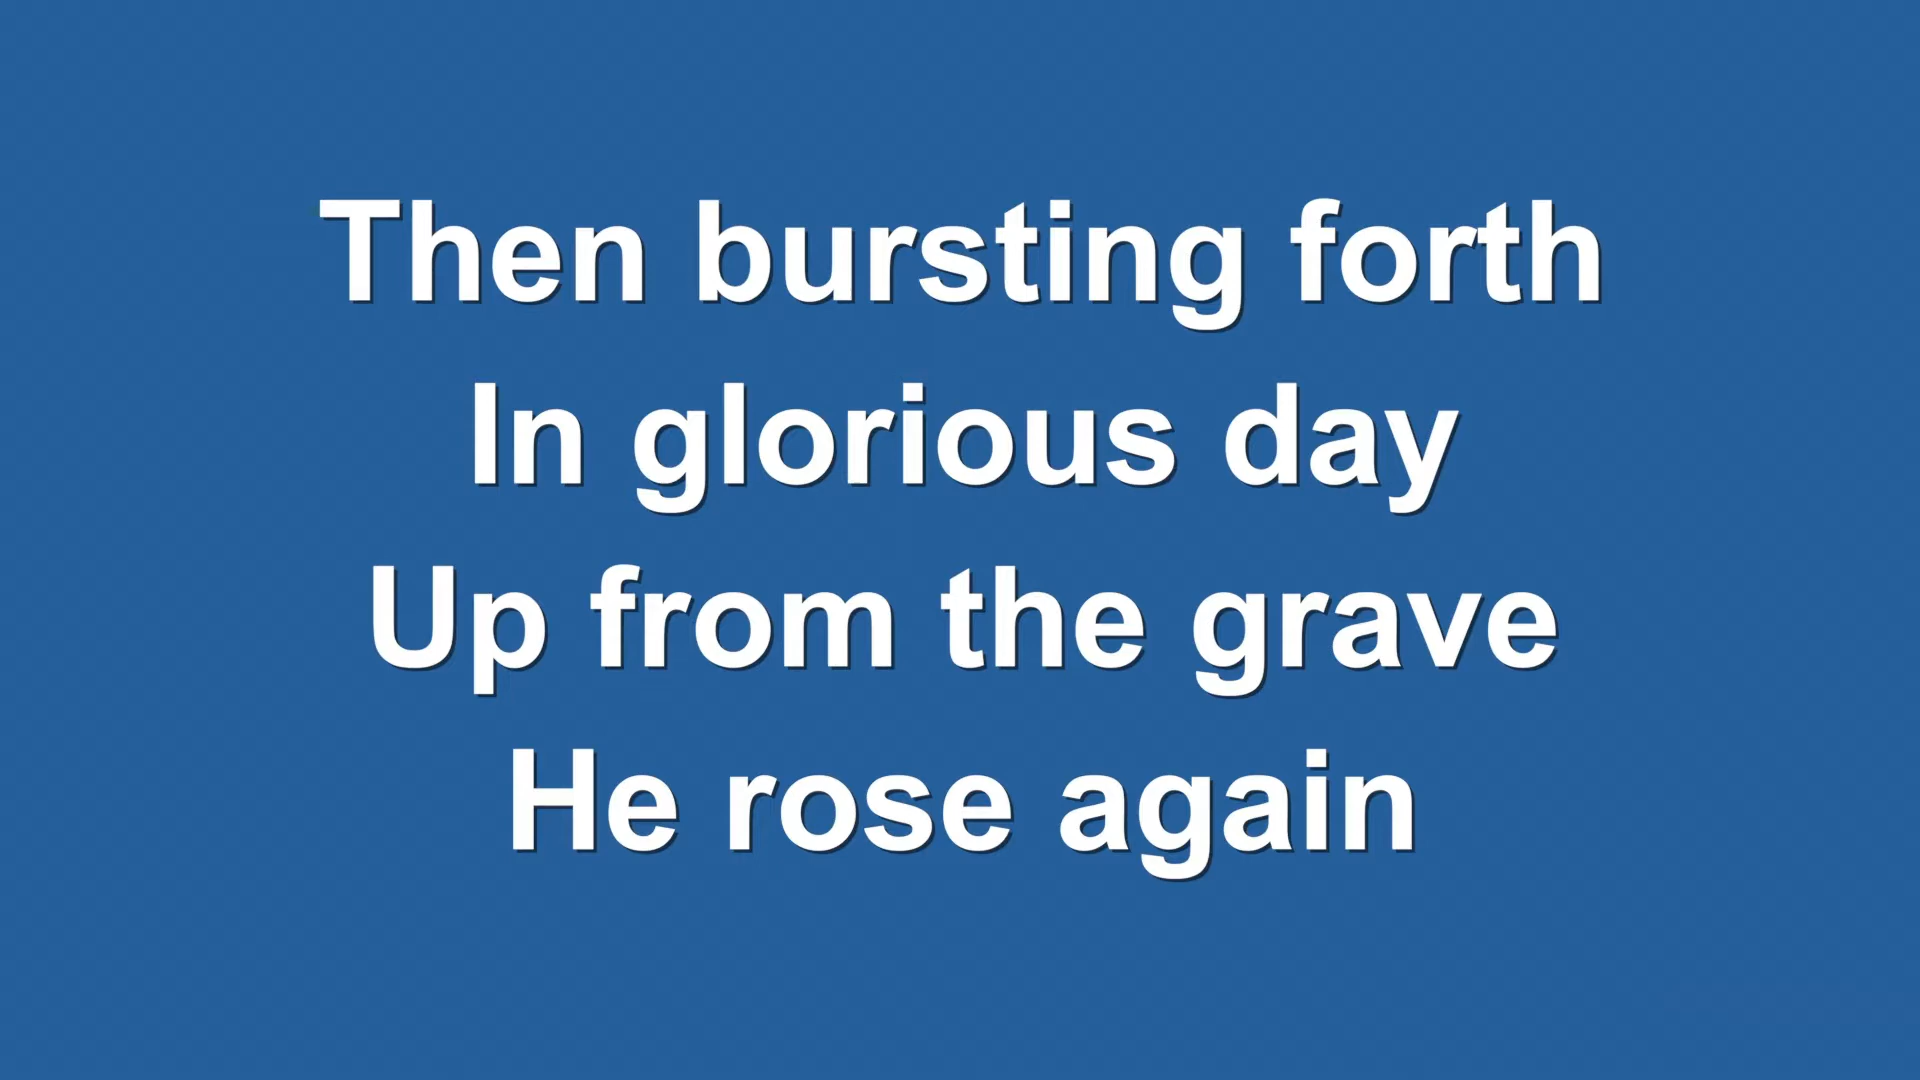 Then bursting forth
In glorious day
Up from the grave
He rose again